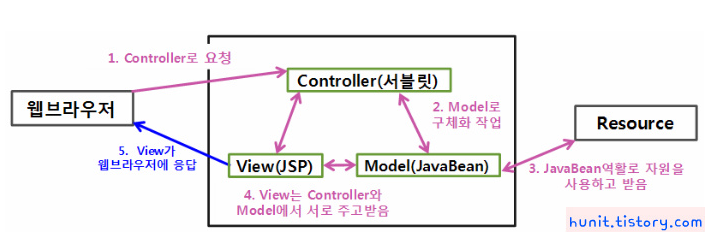 1. Controller로 요청
Controller(서블릿)
웹브라우저
2. Model로
구체화 작업
Resource
5. View가
웹브라우저에 응답
View(JSP)
Model(JavaBean)
3. JavaBean역활로 자원을
사용하고 받음
4. View는 Controller와
Model에서 서로 주고받음
hunit.tistory.com